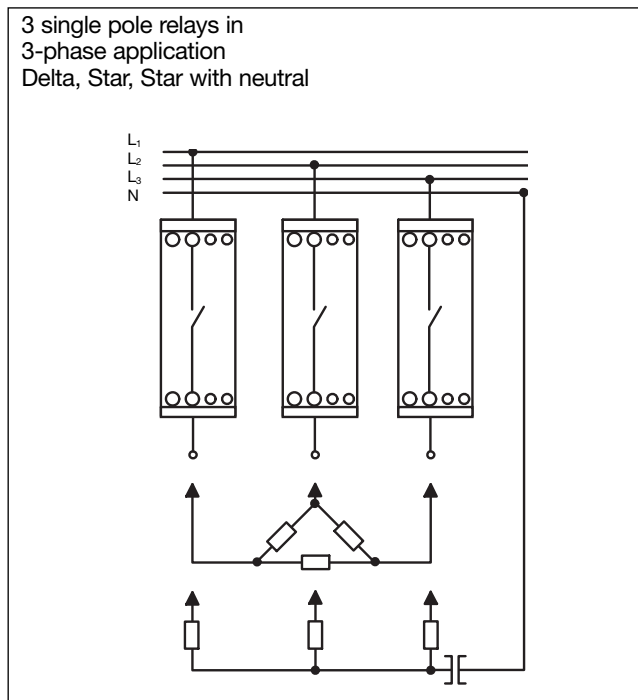 3 single pole relays in
3-phase application
Delta, Star, Star with neutral
L₁
L₂
L₃
N